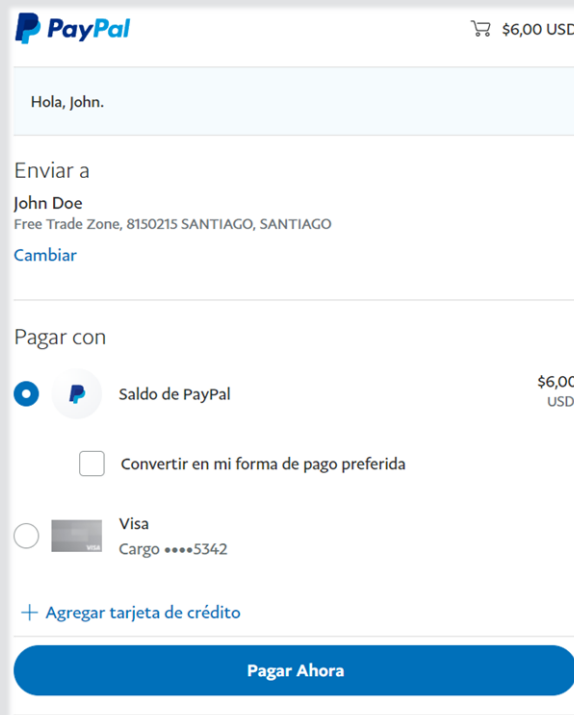 PayPal
$6,00 USD
Hola, John.
Enviar a
John Doe
Free Trade Zone, 8150215 SANTIAGO, SANTIAGO
Cambiar
Pagar con
Saldo de PayPal
$6,00
USD
Convertir en mi forma de pago preferida
VISA
Visa
Cargo ••••5342
+ Agregar tarjeta de crédito
Pagar Ahora